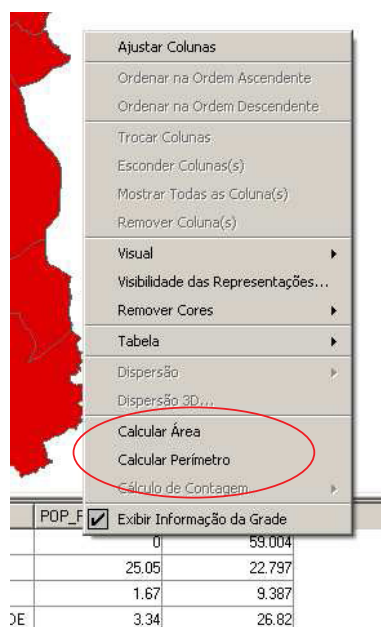 Ajustar Colunas
Ordenar na Ordem Ascendente
Ordenar na Ordem Descendente
Trocar Colunas
Esconder Colunas(s)
Mostrar Todas as Coluna(s)
Remover Coluna(s)
Visual
Visibilidade das Representações...
Remover Cores
Tabela
Dispersão
Dispersão 3D...
Calcular Área
Calcular Perímetro
Cálculo de Contagem
POP_F Exibir Informação da Grade
0 59.004
25.05 22.797
1.67 9.387
DE 3.34 26.82